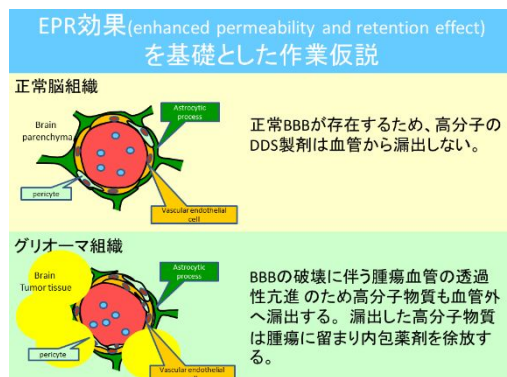 EPR効果(enhanced permeability and retention effect)
を基礎とした作業仮説
正常脳組織
Brain
parenchyma
Astrocytic
process
pericyte
Vascular endothelial
cell
正常BBBが存在するため、高分子の
DDS製剤は血管から漏出しない。
グリオーマ組織
Brain
Tumor tissue
Astrocytic
process
pericyte
Vascular endothelial
BBBの破壊に伴う腫瘍血管の透過
性亢進 のため高分子物質も血管外
へ漏出する。 漏出した高分子物質
は腫瘍に留まり内包薬剤を徐放す
る。